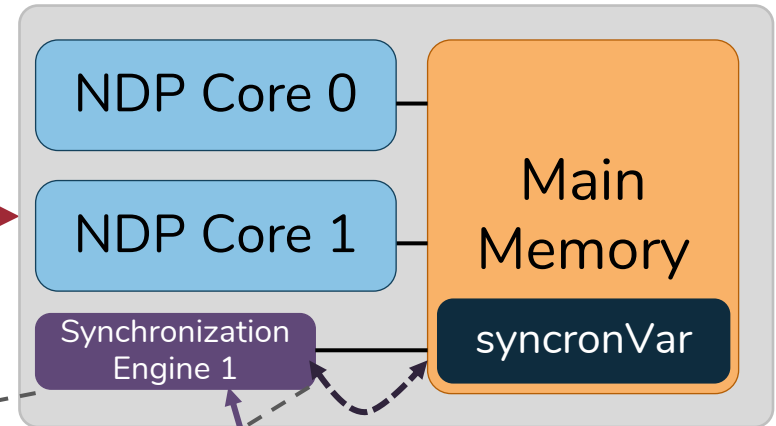 NDP Core 0
NDP Core 1
Main
Memory
Synchronization
Engine 1
syncronVar